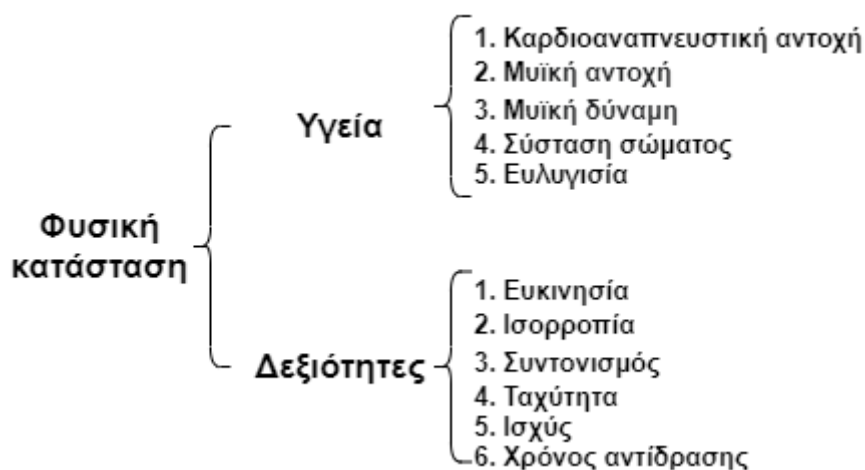 Φυσική
κατάσταση
Υγεία
1. Καρδιοαναπνευστική αντοχή
2. Μυϊκή αντοχή
3. Μυϊκή δύναμη
4. Σύσταση σώματος
5. Ευλυγισία
Δεξιότητες
1. Ευκινησία
2. Ισορροπία
3. Συντονισμός
4. Ταχύτητα
5. Ισχύς
6. Χρόνος αντίδρασης